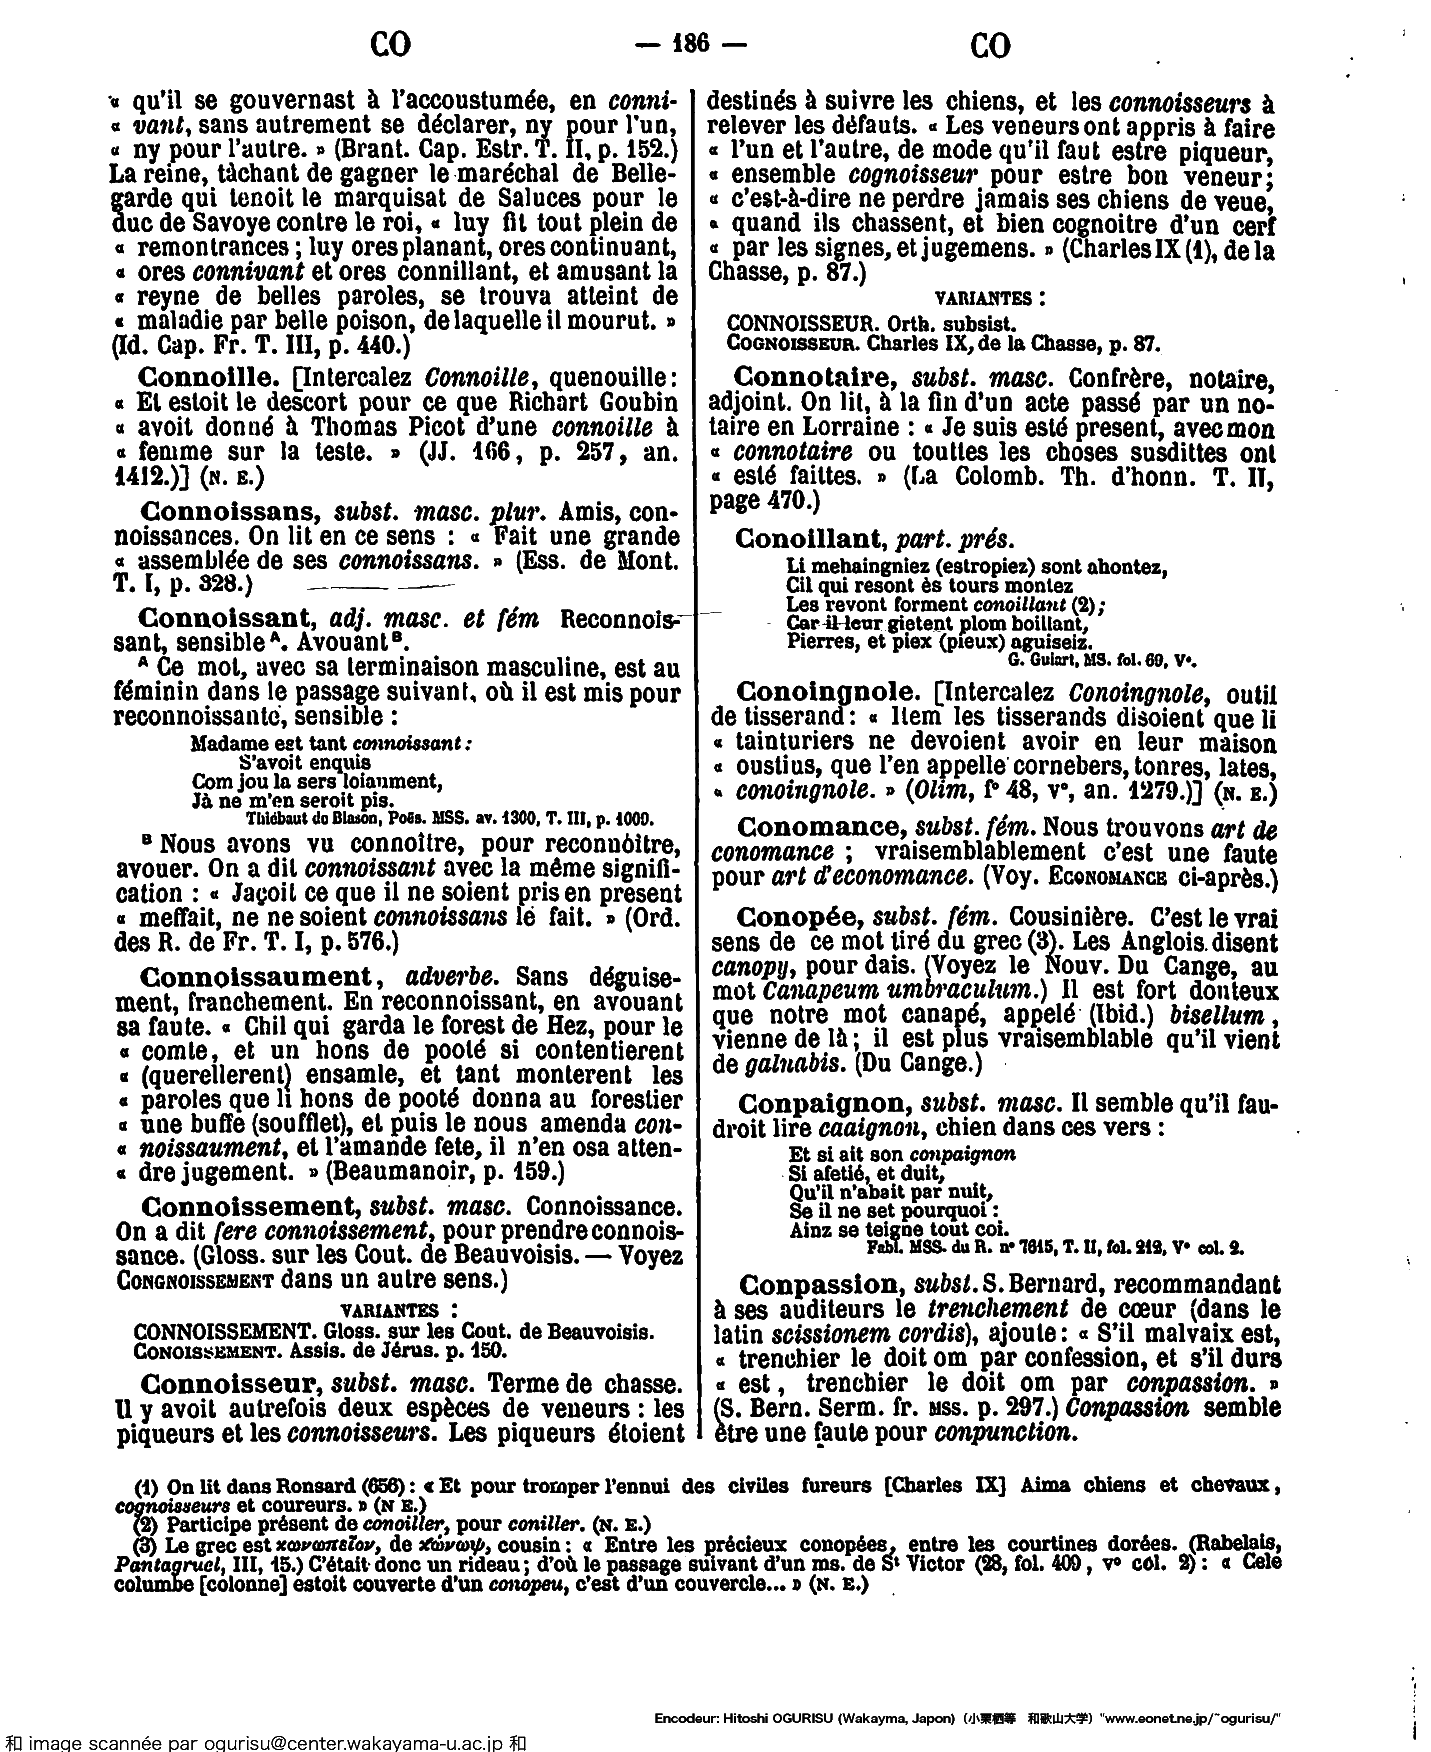 CO — 186 — CO
« qu'il se gouvernast à l'accoustumée, en conni-
« vant, sans autrement se déclarer, ny pour l'un,
« ny pour l'autre. » (Brant. Cap. Estr. T. II, p. 152.)
La reine, tâchant de gagner le maréchal de Belle-
garde qui tenoit le marquisat de Saluces pour le
duc de Savoye contre le roi, « luy fit tout plein de
« remontrances ; luy ores planant, ores continuant,
« ores connivant et ores connillant, et amusant la
« reyne de belles paroles, se trouva atteint de
« maladie par belle poison, de laquelle il mourut. »
(Id. Cap. Fr. T. III, p. 440.)
Connoille. [Intercalez Connoille, quenouille :
« Et estoit le descort pour ce que Richart Goubin
« avoit donné à Thomas Picot d'une connoille à
« femme sur la teste. » (JJ. 166, p. 257, an.
1412.)] (N. E.)
Connoissans, subst. masc. plur. Amis, con-
noissances. On lit en ce sens : « Fait une grande
« assemblée de ses connoissans. » (Ess. de Mont.
T. I, p. 328.)
Connoissant, adj. masc. et fém Reconnois-
sant, sensible A. Avouant B.
A Ce mot, avec sa terminaison masculine, est au
féminin dans le passage suivant, où il est mis pour
reconnoissante, sensible :
Madame est tant connoissant :
S'avoit enquis
Com jou la sers loiaument,
Jà ne m'en seroit pis.
Thiébaut de Blason, Poës. MSS. av. 1300, T. III, p. 1000.
B Nous avons vu connoître, pour reconnoître,
avouer. On a dit connoissant avec la même signifi-
cation : « Jaçoit ce que il ne soient pris en present
« meffait, ne ne soient connoissans le fait. » (Ord.
des R. de Fr. T. I, p. 576.)
Connoissaument, adverbe. Sans déguise-
ment, franchement. En reconnoissant, en avouant
sa faute. « Chil qui garda le forest de Hez, pour le
« comte, et un hons de pooté si contentierent
« (querellerent) ensamle, et tant monterent les
« paroles que li hons de pooté donna au forestier
« une buffe (soufflet), et puis le nous amenda con-
« noissaument, et l'amande fete, il n'en osa atten-
« dre jugement. » (Beaumanoir, p. 159.)
Connoissement, subst. masc. Connoissance.
On a dit fere connoissement, pour prendre connois-
sance. (Gloss. sur les Cout. de Beauvoisis. — Voyez
CONGNOISSEMENT dans un autre sens.)
VARIANTES :
CONNOISSEMENT. Gloss. sur les Cout. de Beauvoisis.
CONOISSEMENT. Assis. de Jérus. p. 150.
Connoisseur, subst. masc. Terme de chasse.
Il y avoit autrefois deux espèces de veneurs : les
piqueurs et les connoisseurs. Les piqueurs étoient
destinés à suivre les chiens, et les connoisseurs à
relever les défauts. « Les veneurs ont appris à faire
« l'un et l'autre, de mode qu'il faut estre piqueur,
« ensemble cognoisseur pour estre bon veneur ;
« c'est-à-dire ne perdre jamais ses chiens de veue,
« quand ils chassent, et bien cognoitre d'un cerf
« par les signes, et jugemens. » (Charles IX (1), de la
Chasse, p. 87.)
VARIANTES :
CONNOISSEUR. Orth. subsist.
COGNOISSEUR. Charles IX, de la Chasse, p. 87.
Connotaire, subst. masc. Confrère, notaire,
adjoint. On lit, à la fin d'un acte passé par un no-
taire en Lorraine : « Je suis esté present, avec mon
« connotaire ou touttes les choses susdittes ont
« esté faittes. » (La Colomb. Th. d'honn. T. II,
page 470.)
Conoillant, part. prés.
Li mehaingniez (estropiez) sont ahontez,
Cil qui resont ès tours montez
Les revont forment conoillant (2) ;
Car il leur gietent plom boillant,
Pierres, et piex (pieux) aguiseiz.
G. Guiart, MS. fol. 69, V°.
Conoingnole. [Intercalez Conoingnole, outil
de tisserand : « Item les tisserands disoient que li
« tainturiers ne devoient avoir en leur maison
« oustius, que l'en appelle cornebers, tonres, lates,
« conoingnole. » (Olim, f° 48, v°, an. 1279.)] (N. E.)
Conomance, subst. fém. Nous trouvons art de
conomance ; vraisemblablement c'est une faute
pour art d'economance. (Voy. ECONOMANCE ci-après.)
Conopée, subst. fém. Cousinière. C'est le vrai
sens de ce mot tiré du grec (3). Les Anglois disent
canopy, pour dais. (Voyez le Nouv. Du Cange, au
mot Canapeum umbraculum.) Il est fort douteux
que notre mot canapé, appelé (Ibid.) bisellum,
vienne de là ; il est plus vraisemblable qu'il vient
de galnabis. (Du Cange.)
Conpaignon, subst. masc. Il semble qu'il fau-
droit lire caaignon, chien dans ces vers :
Et si ait son conpaignon
Si afetié, et duit,
Qu'il n'abait par nuit,
Se il ne set pourquoi :
Ainz se teigne tout coi.
Fabl. MSS. du R. n° 7615, T. II, fol. 212, V° col. 2.
Conpassion, subst. S. Bernard, recommandant
à ses auditeurs le trenchement de cœur (dans le
latin scissionem cordis), ajoute : « S'il malvaix est,
« trenchier le doit om par confession, et s'il durs
« est, trenchier le doit om par conpassion. »
(S. Bern. Serm. fr. MSS. p. 297.) Conpassion semble
être une faute pour conpunction.
(1) On lit dans Ronsard (656) : « Et pour tromper l'ennui des civiles fureurs [Charles IX] Aima chiens et chevaux,
cognoisseurs et coureurs. » (N E.)
(2) Participe présent de conoiller, pour coniller. (N. E.)
(3) Le grec est κωνωπεῖον, de κώνωψ, cousin : « Entre les précieux conopées, entre les courtines dorées. (Rabelais,
Pantagruel, III, 15.) C'était donc un rideau ; d'où le passage suivant d'un ms. de St Victor (28, fol. 409, v° col. 2) : « Cele
columbe [colonne] estoit couverte d'un conopeu, c'est d'un couvercle... » (N. E.)
Encodeur: Hitoshi OGURISU (Wakayma, Japon) (小栗栖等 和歌山大学) "www.eonet.ne.jp/~ogurisu/"
和 image scannée par ogurisu@center.wakayama-u.ac.jp 和